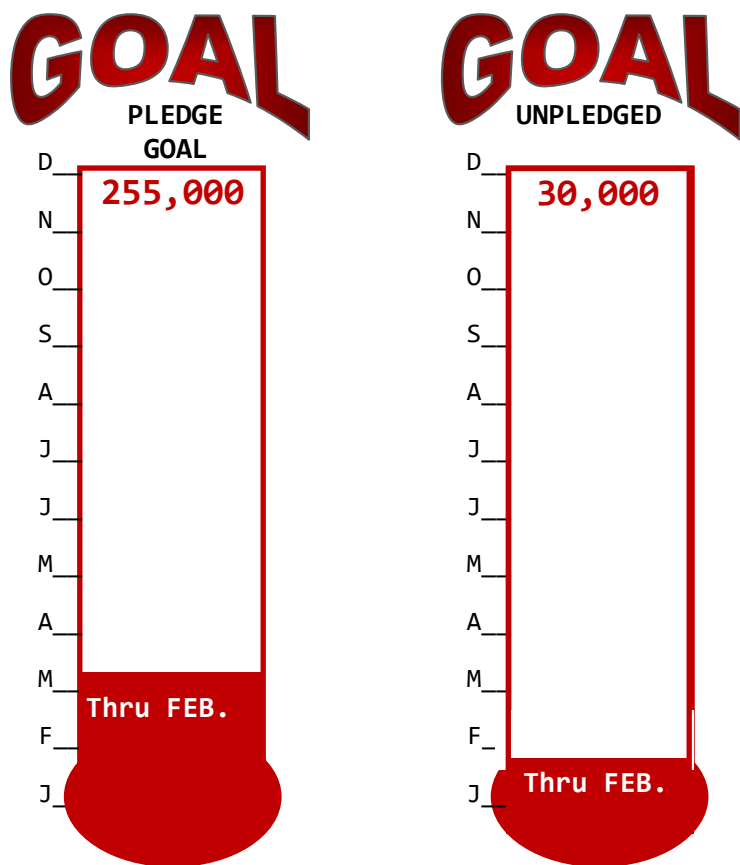 GOAL
PLEDGE
GOAL
255,000
D__
N__
O__
S__
A__
J__
J__
M__
A__
M__
F__
J_
Thru FEB.
GOAL
UNPLEDGED
30,000
D__
N__
O__
S__
A__
J__
J__
M__
A__
M__
F_
J__
Thru FEB.